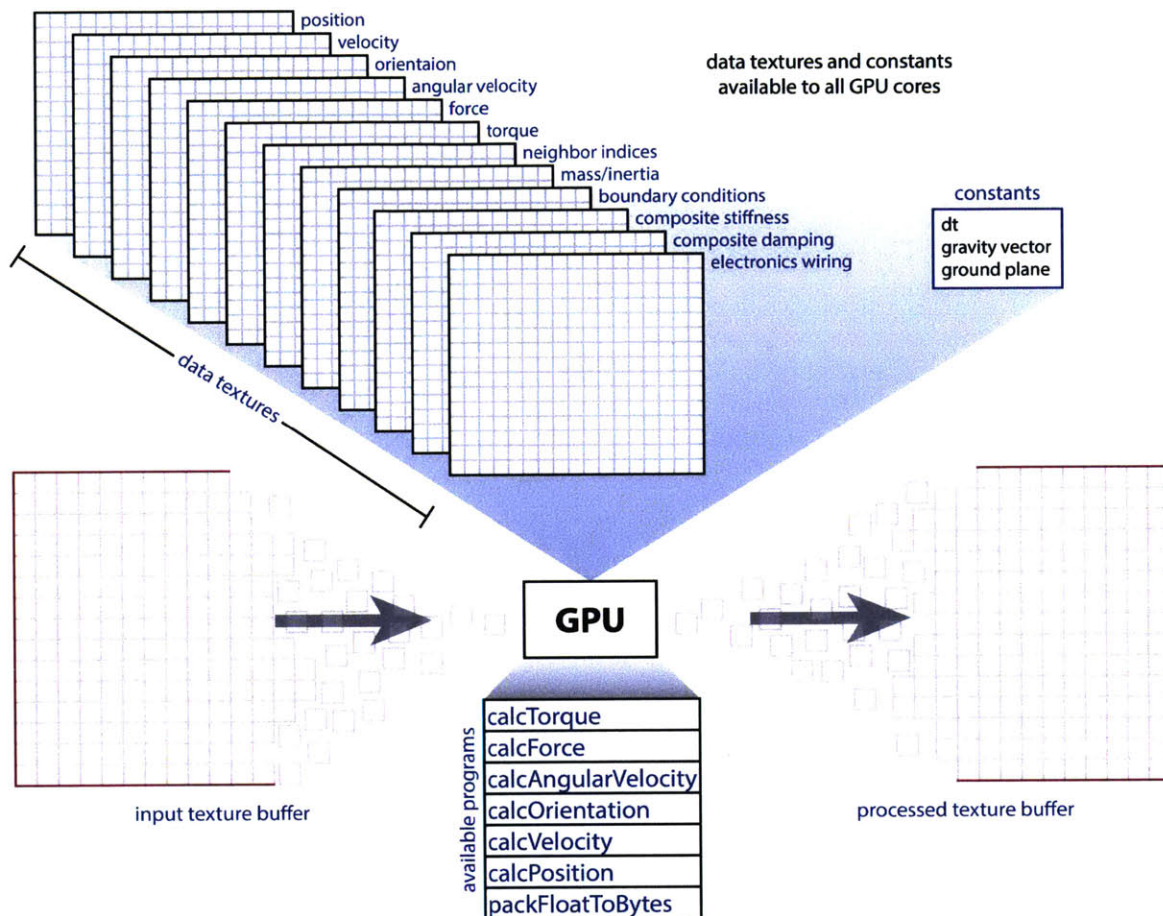 position
velocity
orientaion
angular velocity
force
torque
neighbor indices
mass/inertia
boundary conditions
composite stiffness
composite damping
electronics wiring
data textures and constants
available to all GPU cores
constants
dt
gravity vector
ground plane
data textures
GPU
available programs
calcTorque
calcForce
calcAngularVelocity
calcOrientation
calcVelocity
calcPosition
packFloatToBytes
input texture buffer
processed texture buffer